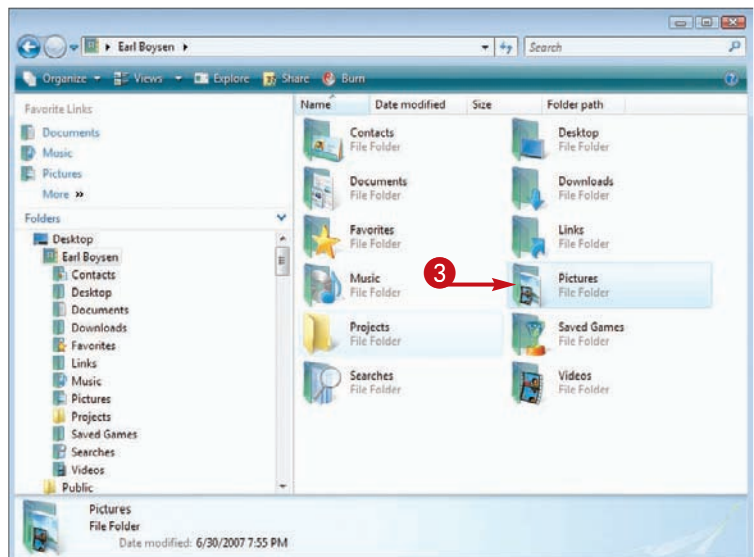 Earl Boysen
Search
Organize Views Explore Share Burn
Favorite Links
Documents
Music
Pictures
More »
Folders
Desktop
Earl Boysen
Contacts
Desktop
Documents
Downloads
Favorites
Links
Music
Pictures
Projects
Saved Games
Searches
Videos
Public
Name Date modified Size Folder path
Contacts
File Folder
Desktop
File Folder
Documents
File Folder
Downloads
File Folder
Favorites
File Folder
Links
File Folder
Music
File Folder
3
Pictures
File Folder
Projects
File Folder
Saved Games
File Folder
Searches
File Folder
Videos
File Folder
Pictures
File Folder
Date modified: 6/30/2007 7:55 PM